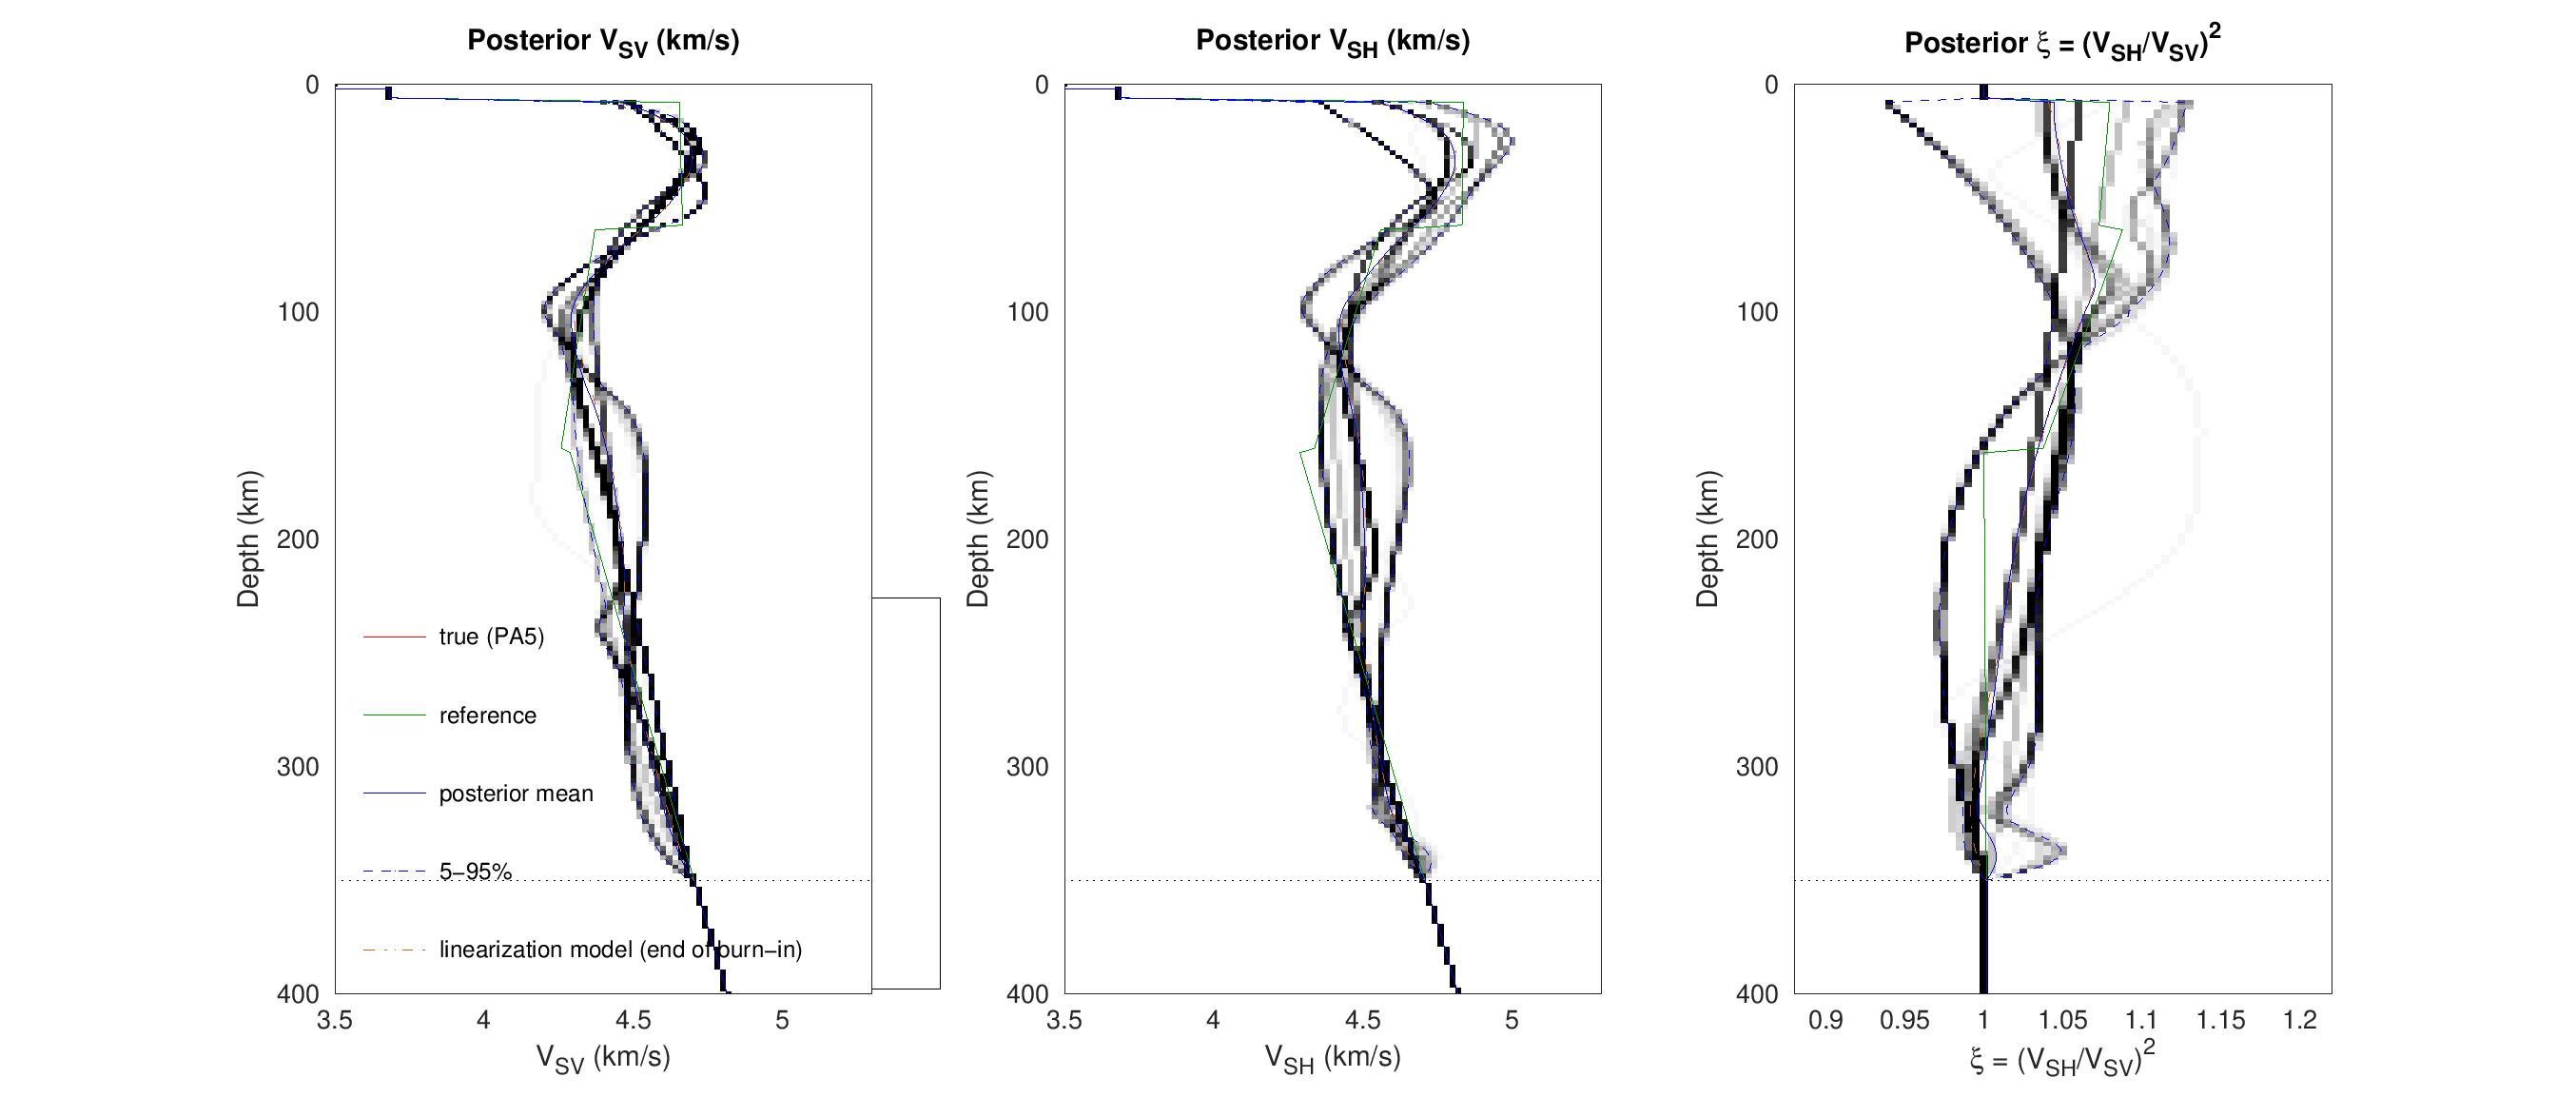 Posterior V_SV (km/s)
0
100
200
300
400
3.5 4 4.5 5
Depth (km)
V_SV (km/s)
true (PA5)
reference
posterior mean
5−95%
linearization model (end of burn−in)
Posterior V_SH (km/s)
0
100
200
300
400
3.5 4 4.5 5
Depth (km)
V_SH (km/s)
Posterior ξ = (V_SH/V_SV)^2
0
100
200
300
400
0.9 0.95 1 1.05 1.1 1.15 1.2
Depth (km)
ξ = (V_SH/V_SV)^2